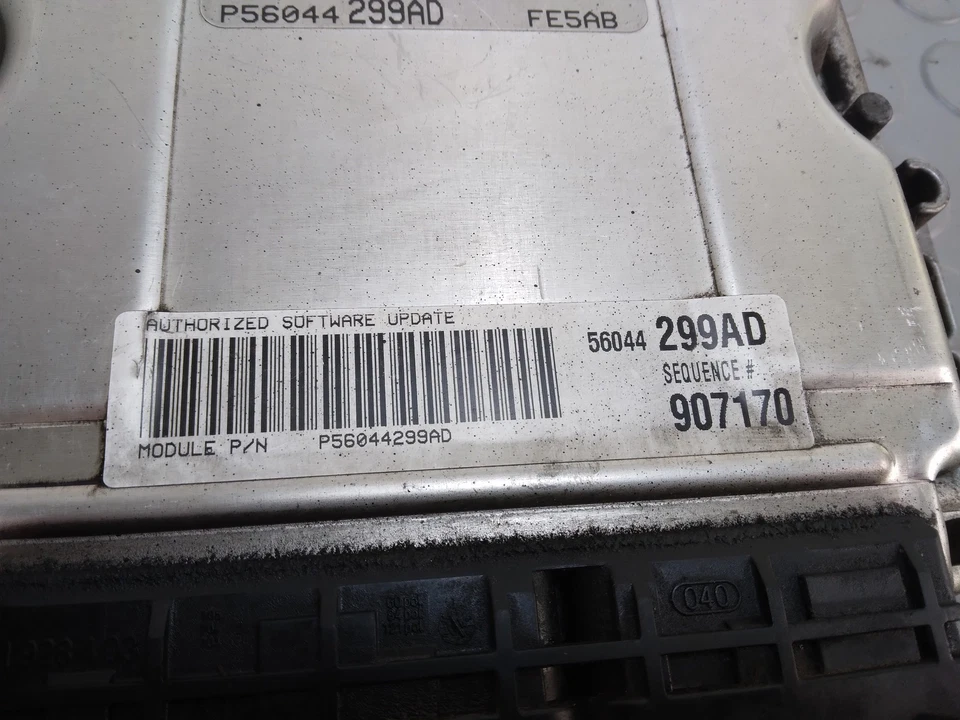 P56044 299AD FE5AB
AUTHORIZED SOFTWARE UPDATE
56044 299AD
SEQUENCE #
907170
MODULE P/N P56044299AD
040